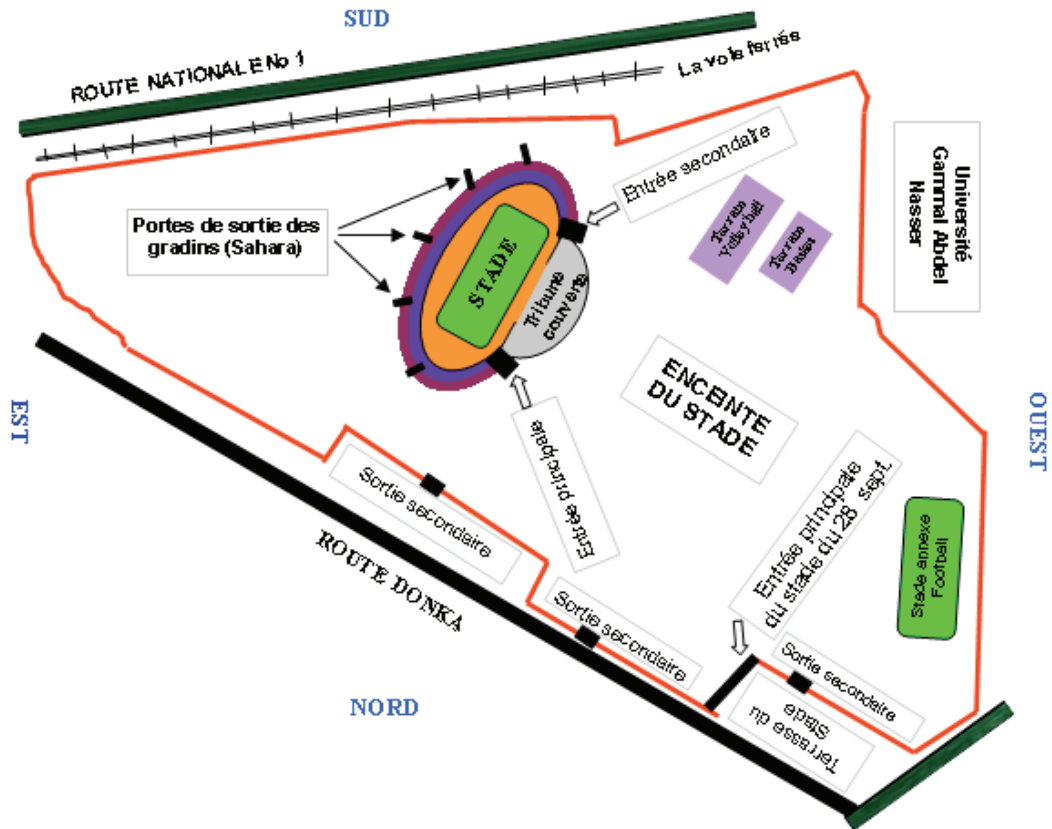 SUD
ROUTE NATIONALE No 1
La voie ferrée
Entrée secondaire
Université
Gammal Abdel
Nasser
Portes de sortie des
gradins (Sahara)
Terrain
Volleyball
Terrain
Basket
STADE
Tribune
couverte
ENCEINTE
DU STADE
EST
OUEST
Entrée principale
Entrée principale
du stade du 28 sept.
Sortie secondaire
ROUTE DONKA
Stade annexe
Football
Sortie secondaire
Sortie secondaire
NORD
Terrasse du
Stade